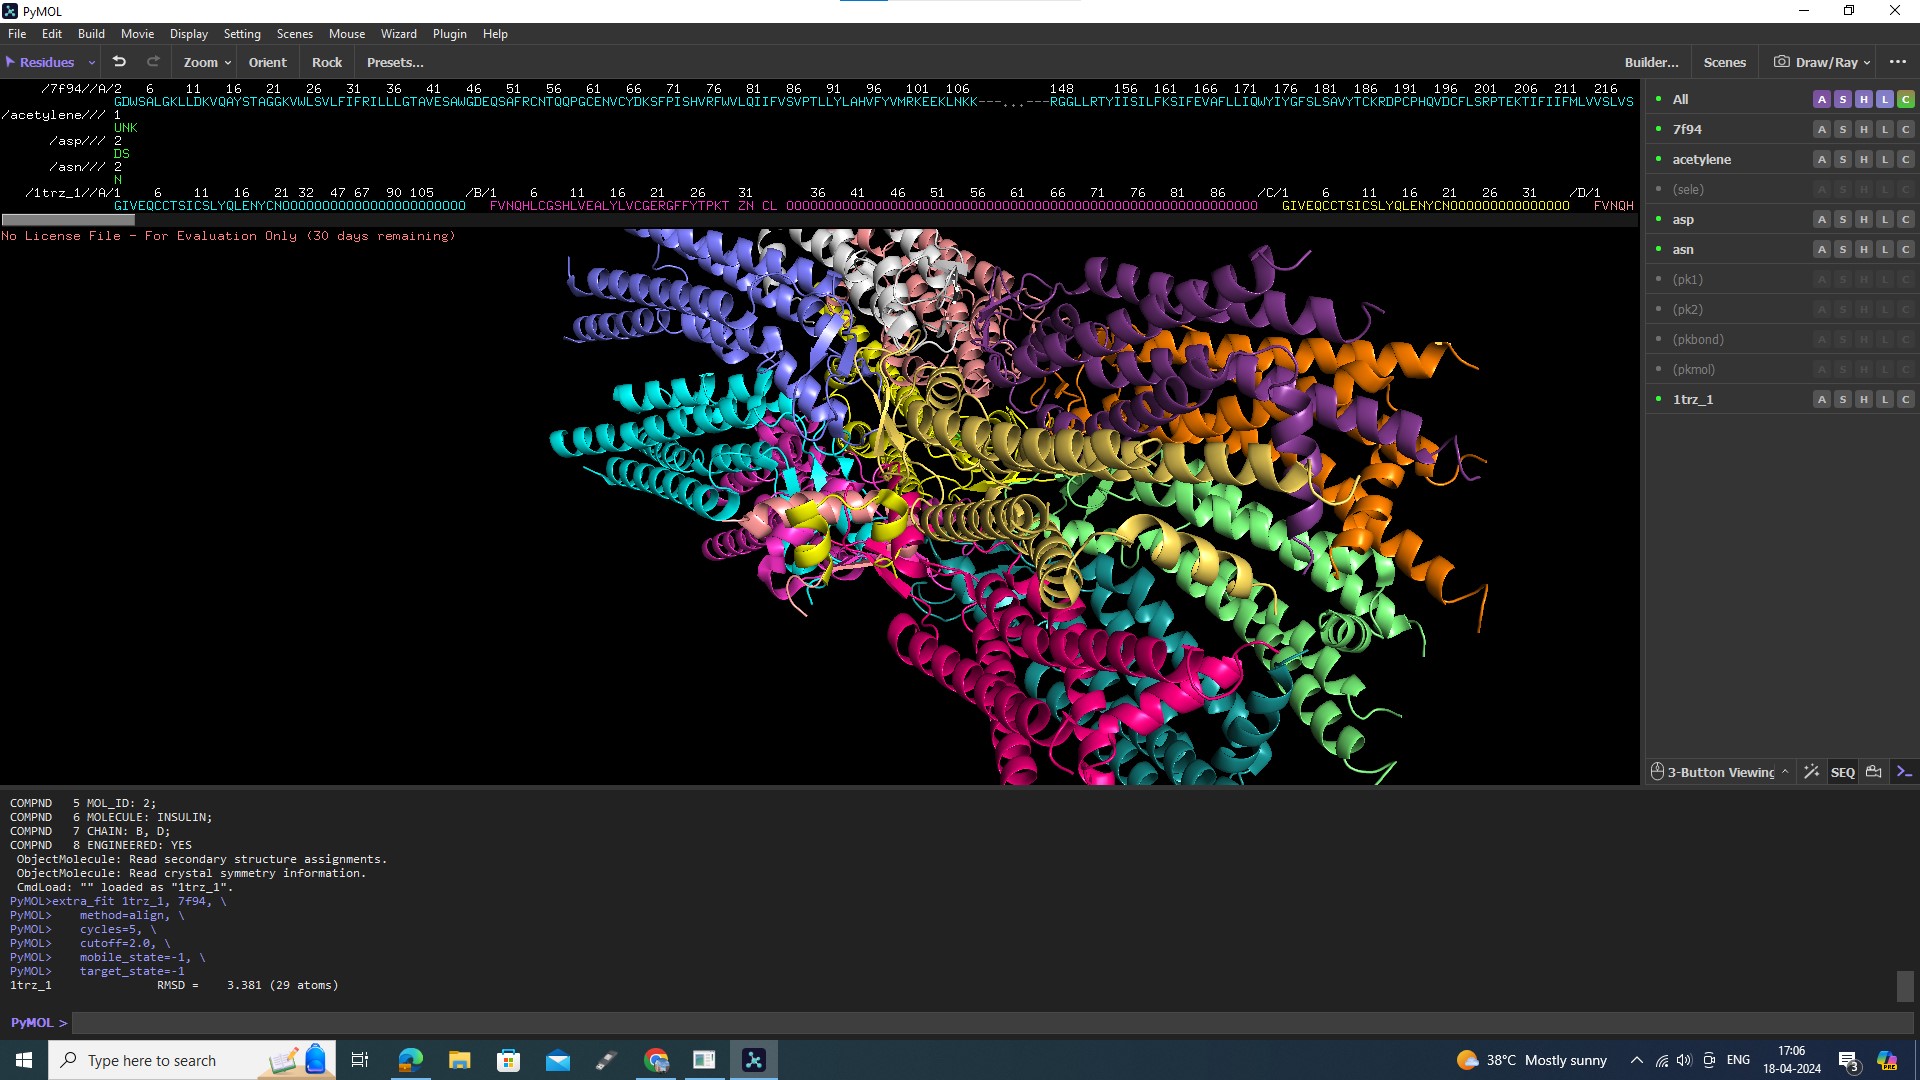 PyMOL
File Edit Build Movie Display Setting Scenes Mouse Wizard Plugin Help
Residues Zoom Orient Rock Presets... Builder... Scenes Draw/Ray
/7f94//A/2 6 11 16 21 26 31 36 41 46 51 56 61 66 71 76 81 86 91 96 101 106 148 156 161 166 171 176 181 186 191 196 201 206 211 216
GDWSALGKLLDKVQAYSTAGGKVWLSVLFIFRILLLGTAVESAWGDEQSAFRCNTQQPGCENVCYDKSFPISHVRFWVLQIIFVSVPTLLYLAHVFYVMRKEEKLNKK---...---RGGLLRTYIISILFKSIFEVAFLLIQWYIYGFSLSAVYTCKRDPCPHQVDCFLSRPTEKTIFIIFMLVVSLVS
/acetylene/// 1
UNK
/asp/// 2
DS
/asn/// 2
N
/1trz_1//A/1 6 11 16 21 32 47 67 90 105 /B/1 6 11 16 21 26 31 36 41 46 51 56 61 66 71 76 81 86 /C/1 6 11 16 21 26 31 /D/1
GIVEQCCTSICSLYQLENYCNOOOOOOOOOOOOOOOOOOOOOOO FVNQHLCGSHLVEALYLVCGERGFFYTPKT ZN CL OOOOOOOOOOOOOOOOOOOOOOOOOOOOOOOOOOOOOOOOOOOOOOOOOOOOOOOOOOO GIVEQCCTSICSLYQLENYCNOOOOOOOOOOOOOOO FVNQH
No License File - For Evaluation Only (30 days remaining)
All A S H L C
7f94 A S H L C
acetylene A S H L C
(sele) A S H L C
asp A S H L C
asn A S H L C
(pk1) A S H L C
(pk2) A S H L C
(pkbond) A S H L C
(pkmol) A S H L C
1trz_1 A S H L C
3-Button Viewing SEQ
COMPND 5 MOL_ID: 2;
COMPND 6 MOLECULE: INSULIN;
COMPND 7 CHAIN: B, D;
COMPND 8 ENGINEERED: YES
ObjectMolecule: Read secondary structure assignments.
ObjectMolecule: Read crystal symmetry information.
CmdLoad: "" loaded as "1trz_1".
PyMOL>extra_fit 1trz_1, 7f94, \
PyMOL> method=align, \
PyMOL> cycles=5, \
PyMOL> cutoff=2.0, \
PyMOL> mobile_state=-1, \
PyMOL> target_state=-1
1trz_1 RMSD = 3.381 (29 atoms)
PyMOL >
Type here to search
38°C Mostly sunny
ENG
17:06
18-04-2024
3
PRE